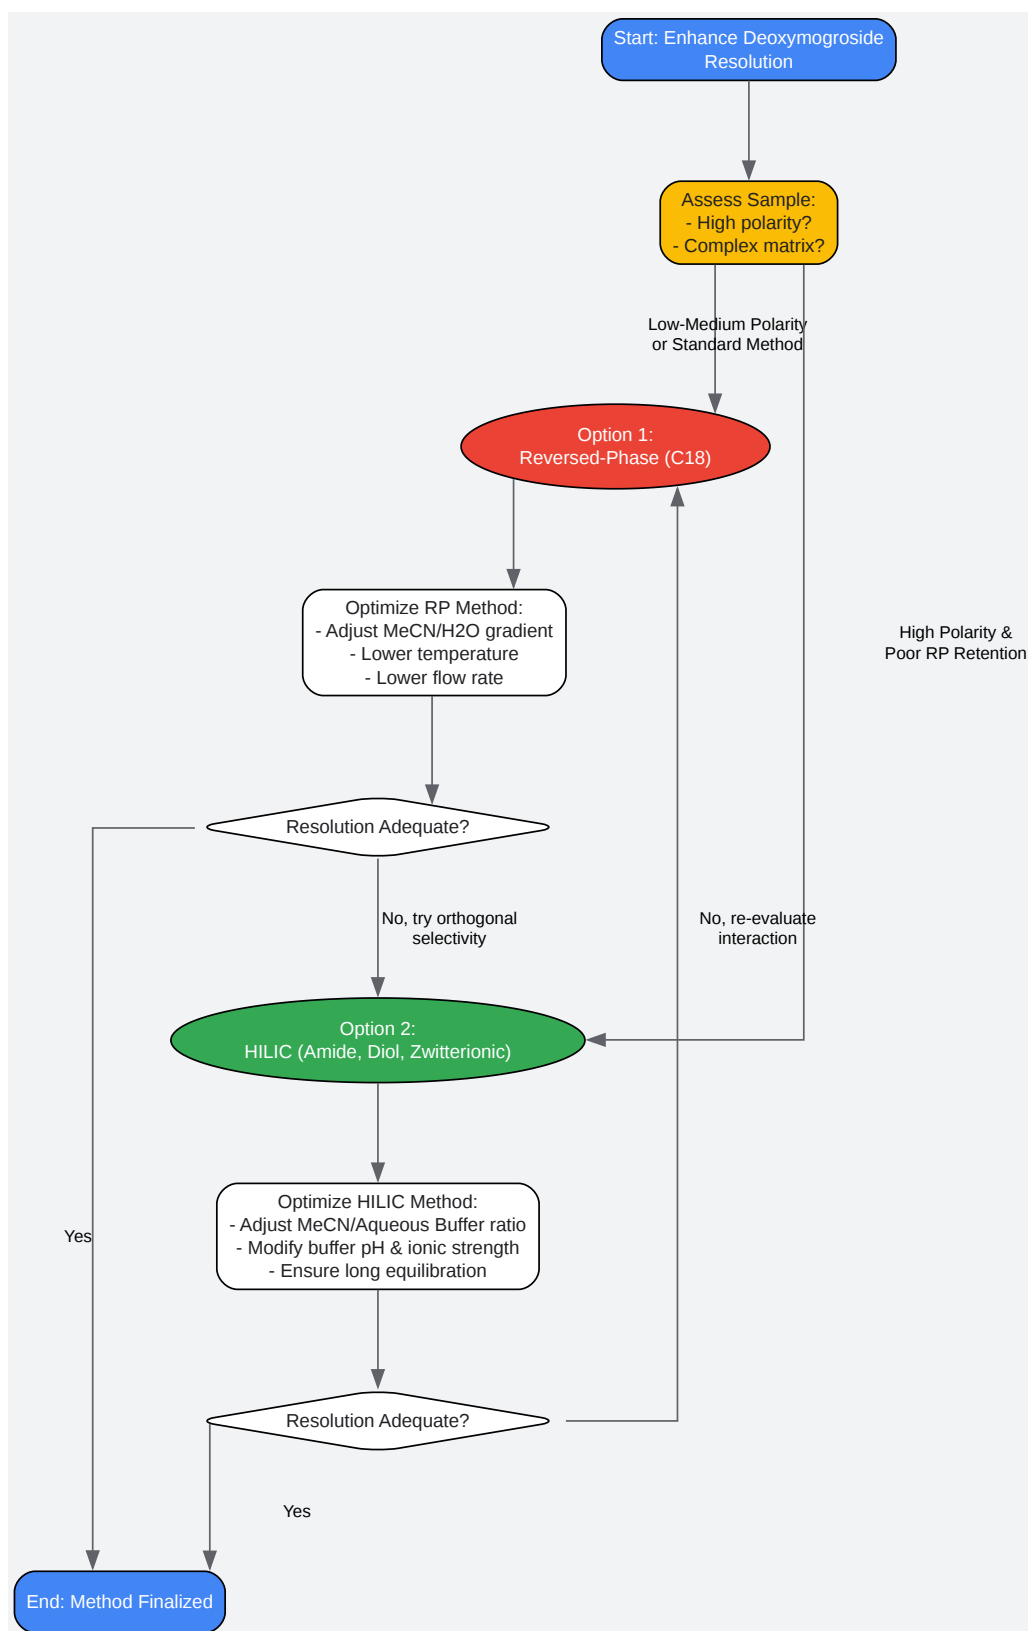 Start: Enhance Deoxymogroside
Resolution
Assess Sample:
- High polarity?
- Complex matrix?
Low-Medium Polarity
or Standard Method
Option 1:
Reversed-Phase (C18)
Optimize RP Method:
- Adjust MeCN/H2O gradient
- Lower temperature
- Lower flow rate
High Polarity &
Poor RP Retention
Resolution Adequate?
No, try orthogonal
selectivity
No, re-evaluate
interaction
Option 2:
HILIC (Amide, Diol, Zwitterionic)
Optimize HILIC Method:
- Adjust MeCN/Aqueous Buffer ratio
- Modify buffer pH & ionic strength
- Ensure long equilibration
Yes
Resolution Adequate?
Yes
End: Method Finalized